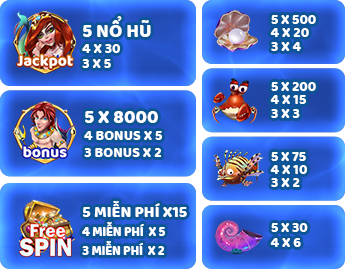 Jackpot
5 NỔ HŨ
4 X 30
3 X 5
bonus
5 X 8000
4 BONUS X 5
3 BONUS X 2
Free
SPIN
5 MIỄN PHÍ X15
4 MIỄN PHÍ X 5
3 MIỄN PHÍ X 2
5 X 500
4 X 20
3 X 4
5 X 200
4 X 15
3 X 3
5 X 75
4 X 10
3 X 2
5 X 30
4 X 6